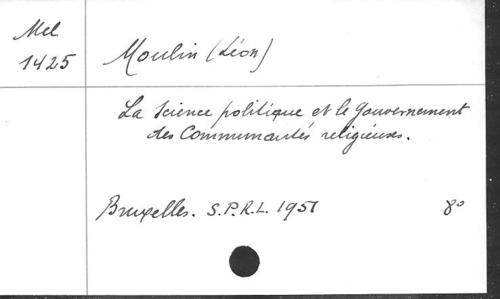 Mel
1425
Moulin (Léon)
La Science politique et le Gouvernement
des Communautés religieuses.
Bruxelles. S.P.R.L. 1951
8°